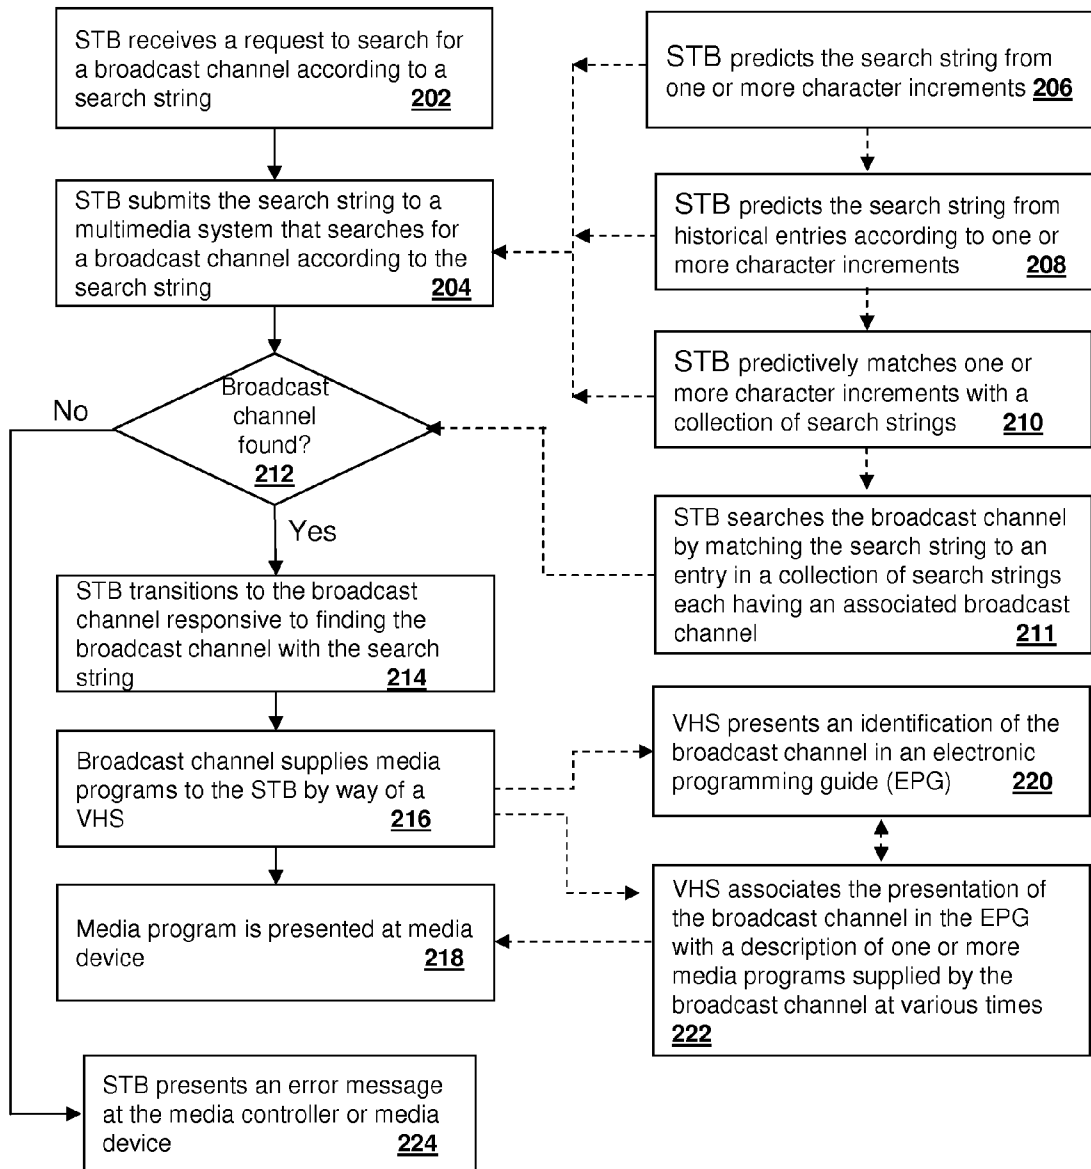 STB receives a request to search for
a broadcast channel according to a
search string 202
STB predicts the search string from
one or more character increments 206
STB submits the search string to a
multimedia system that searches for
a broadcast channel according to the
search string 204
STB predicts the search string from
historical entries according to one or
more character increments 208
STB predictively matches one or
more character increments with a
collection of search strings 210
No
Broadcast
channel
found?
212
Yes
STB searches the broadcast channel
by matching the search string to an
entry in a collection of search strings
each having an associated broadcast
channel 211
STB transitions to the broadcast
channel responsive to finding the
broadcast channel with the search
string 214
Broadcast channel supplies media
programs to the STB by way of a
VHS 216
VHS presents an identification of the
broadcast channel in an electronic
programming guide (EPG) 220
Media program is presented at media
device 218
VHS associates the presentation of
the broadcast channel in the EPG
with a description of one or more
media programs supplied by the
broadcast channel at various times
222
STB presents an error message
at the media controller or media
device 224